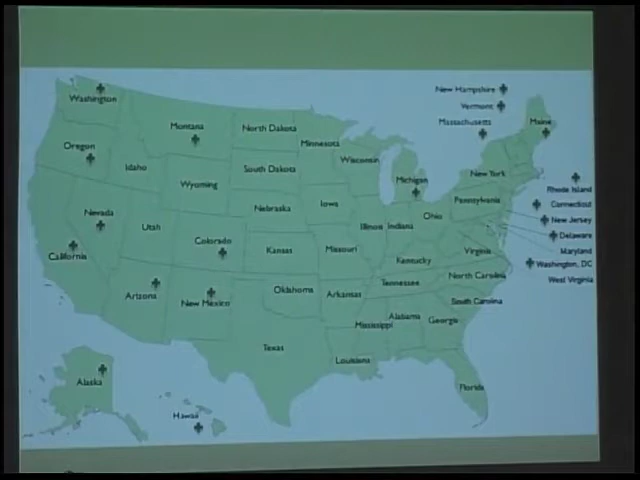 New Hampshire
Vermont
Massachusetts
Washington
Maine
Montana
North Dakota
Oregon
Minnesota
Wisconsin
Idaho
South Dakota
New York
Michigan
Wyoming
Rhode Island
Pennsylvania
Iowa
Connecticut
Nebraska
Nevada
Ohio
New Jersey
Utah
Illinois
Indiana
Delaware
Colorado
Kansas
Missouri
Virginia
Maryland
California
Kentucky
Washington, DC
North Carolina
West Virginia
Tennessee
Oklahoma
Arkansas
Arizona
New Mexico
South Carolina
Alabama
Georgia
Mississippi
Texas
Louisiana
Alaska
Florida
Hawaii